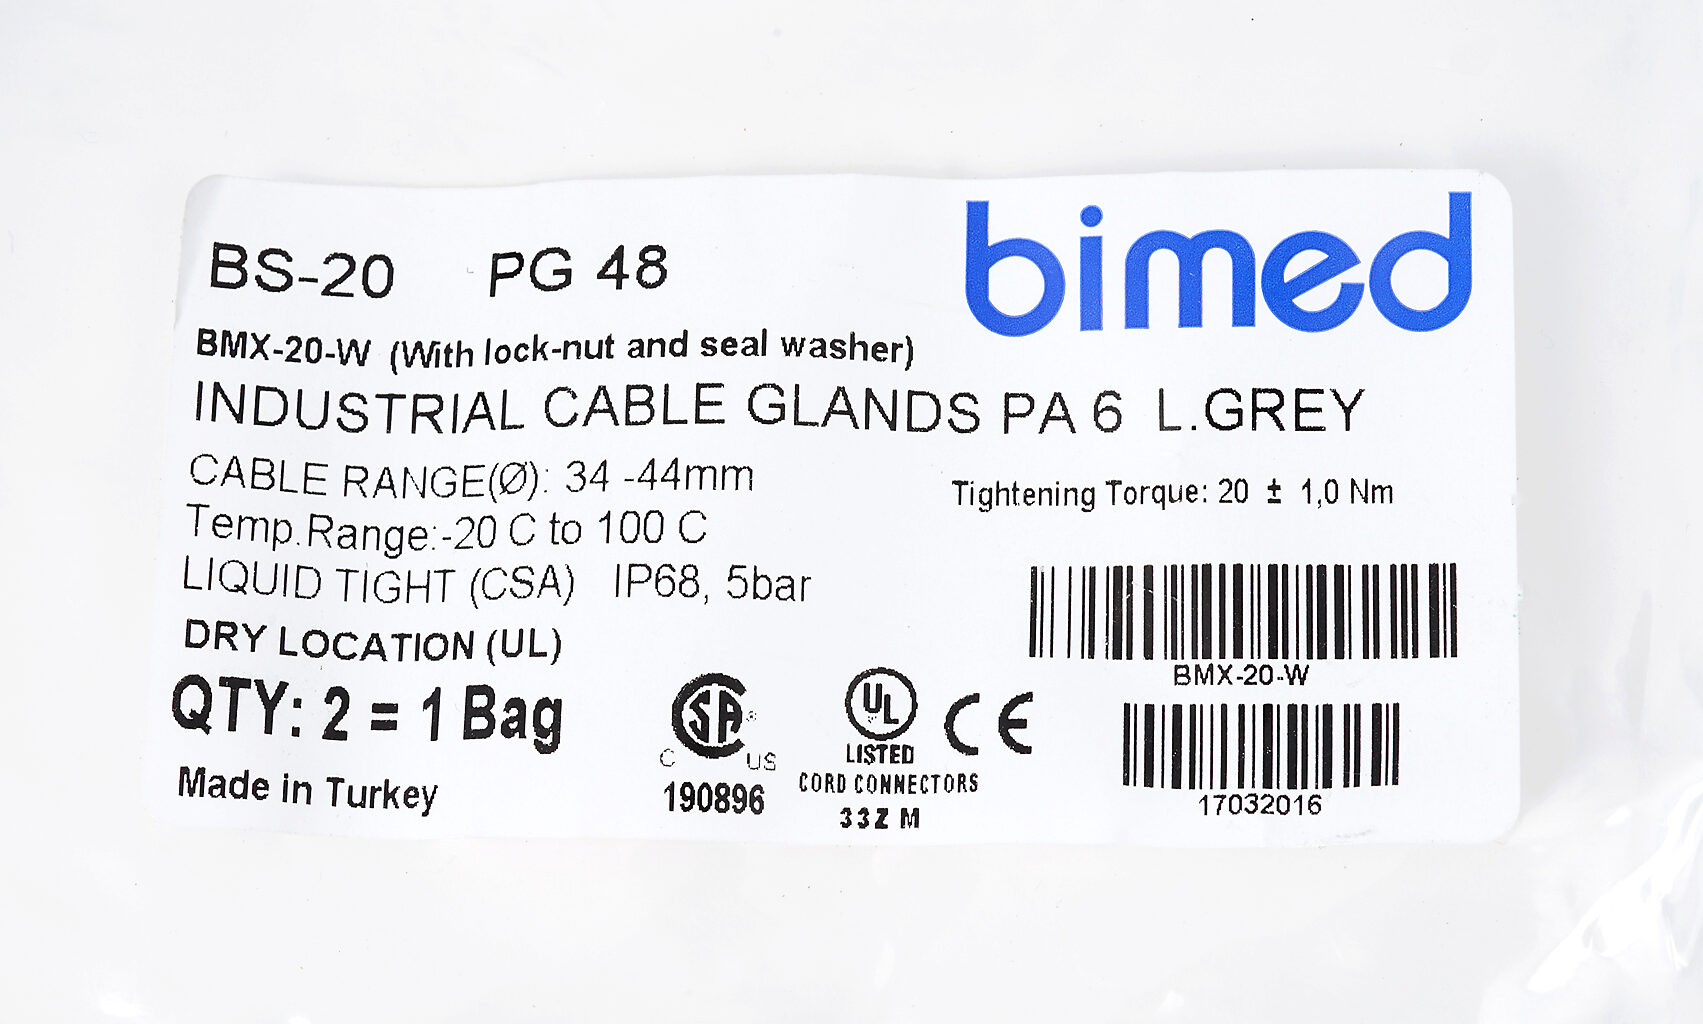 bimed
BS-20 PG 48
BMX-20-W (With lock-nut and seal washer)
INDUSTRIAL CABLE GLANDS PA 6 L.GREY
CABLE RANGE(Ø): 34 -44mm
Tightening Torque: 20 ± 1,0 Nm
Temp.Range:-20 C to 100 C
LIQUID TIGHT (CSA) IP68, 5bar
DRY LOCATION (UL)
BMX-20-W
QTY: 2 = 1 Bag
SA ®
C US
190896
UL
LISTED
CORD CONNECTORS
33Z M
CE
17032016
Made in Turkey